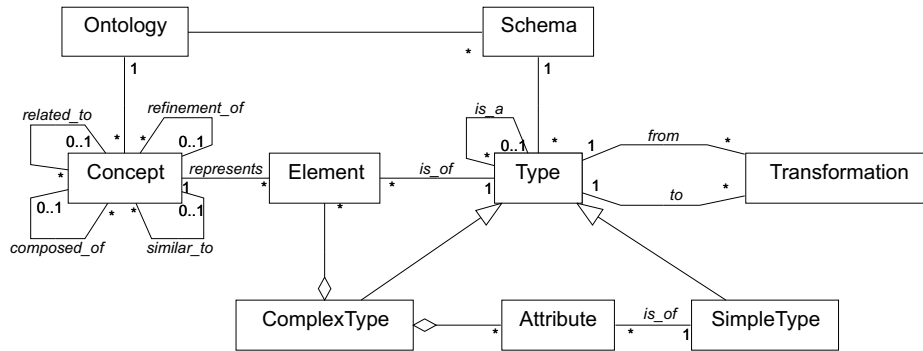 Ontology
Schema
*
1
1
related_to
refinement_of
is_a
0..1
*
*
0..1
0..1
*
1
from
*
*
Concept
represents
Element
is_of
*
Type
Transformation
1
*
*
1
1
to
*
0..1
*
*
0..1
*
composed_of
similar_to
ComplexType
Attribute
is_of
SimpleType
*
*
1